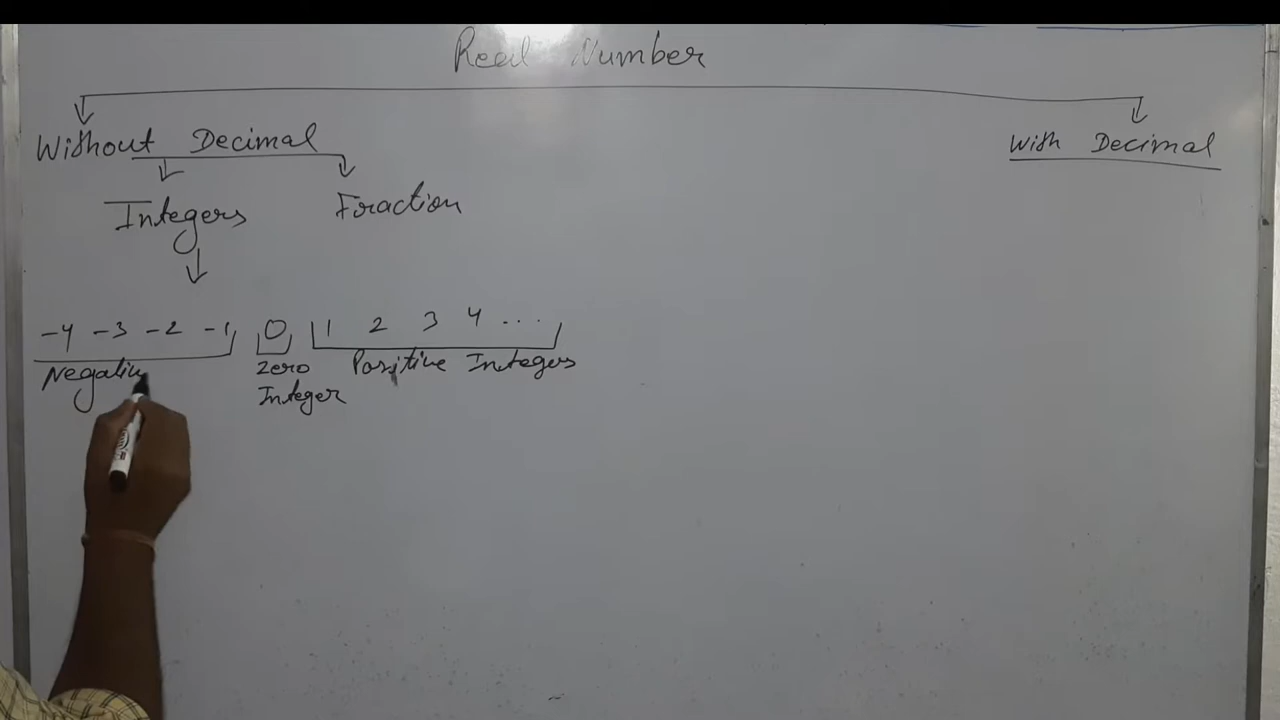 Real Number
Without Decimal
With Decimal
Integers
Fraction
-4 -3 -2 -1 0 1 2 3 4 ...
Negativ
Zero
Integer
Positive Integers